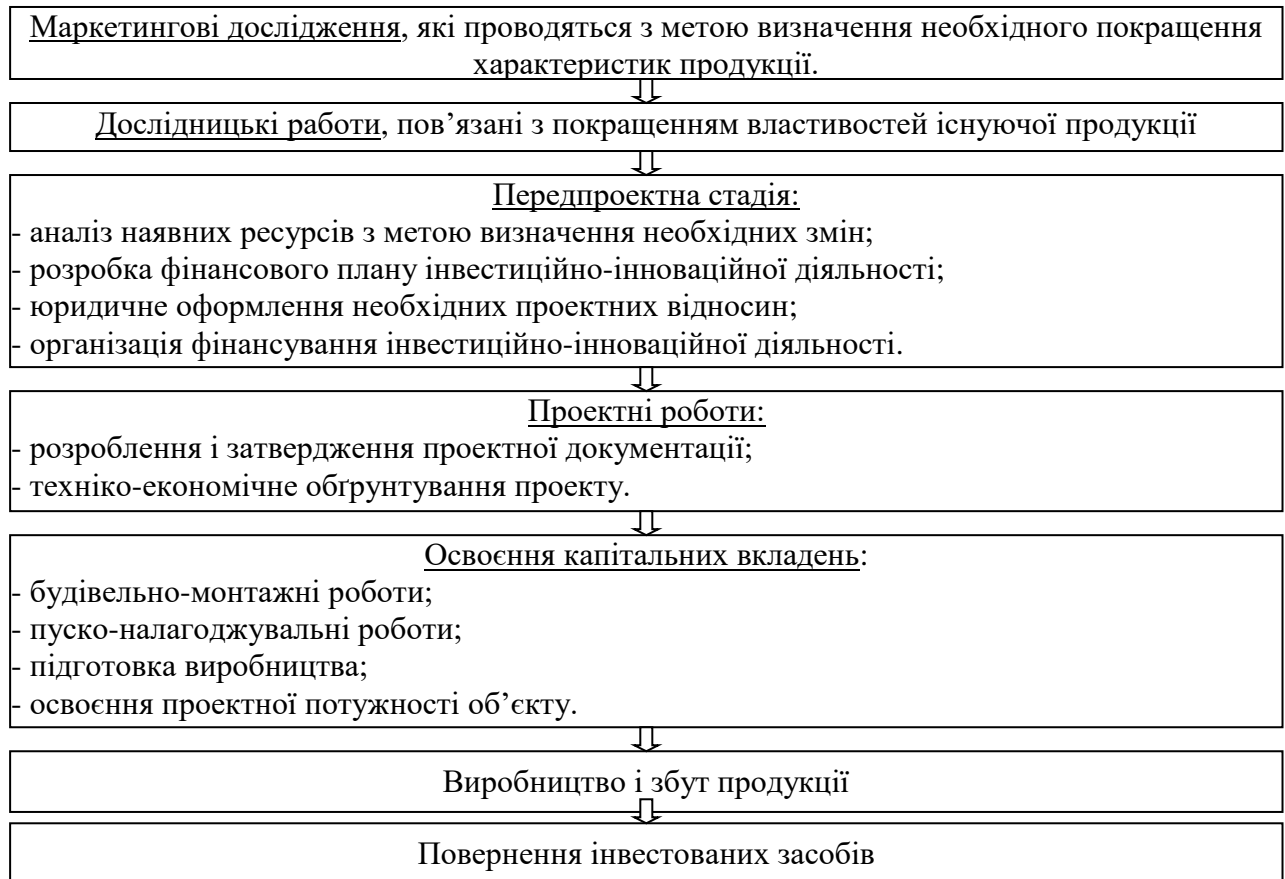 Маркетингові дослідження, які проводяться з метою визначення необхідного покращення
характеристик продукції.
Дослідницькі работи, пов’язані з покращенням властивостей існуючої продукції
Передпроектна стадія:
- аналіз наявних ресурсів з метою визначення необхідних змін;
- розробка фінансового плану інвестиційно-інноваційної діяльності;
- юридичне оформлення необхідних проектних відносин;
- організація фінансування інвестиційно-інноваційної діяльності.
Проектні роботи:
- розроблення і затвердження проектної документації;
- техніко-економічне обґрунтування проекту.
Освоєння капітальних вкладень:
- будівельно-монтажні роботи;
- пуско-налагоджувальні роботи;
- підготовка виробництва;
- освоєння проектної потужності об’єкту.
Виробництво і збут продукції
Повернення інвестованих засобів